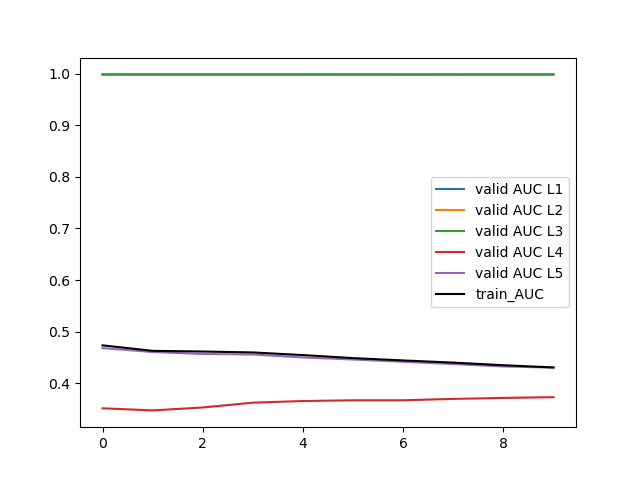 1.0
0.9
0.8
0.7
0.6
0.5
0.4
0
2
4
6
8
valid AUC L1
valid AUC L2
valid AUC L3
valid AUC L4
valid AUC L5
train_AUC